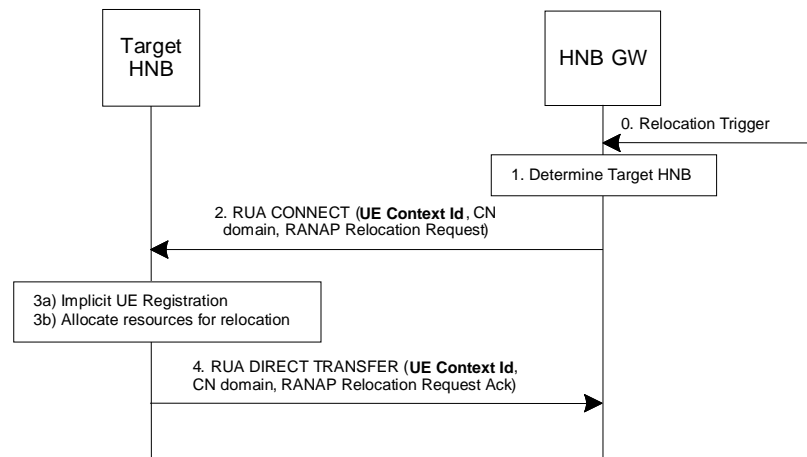 Target
HNB
HNB GW
0. Relocation Trigger
1. Determine Target HNB
2. RUA CONNECT (UE Context Id, CN
domain, RANAP Relocation Request)
3a) Implicit UE Registration
3b) Allocate resources for relocation
4. RUA DIRECT TRANSFER (UE Context Id,
CN domain, RANAP Relocation Request Ack)